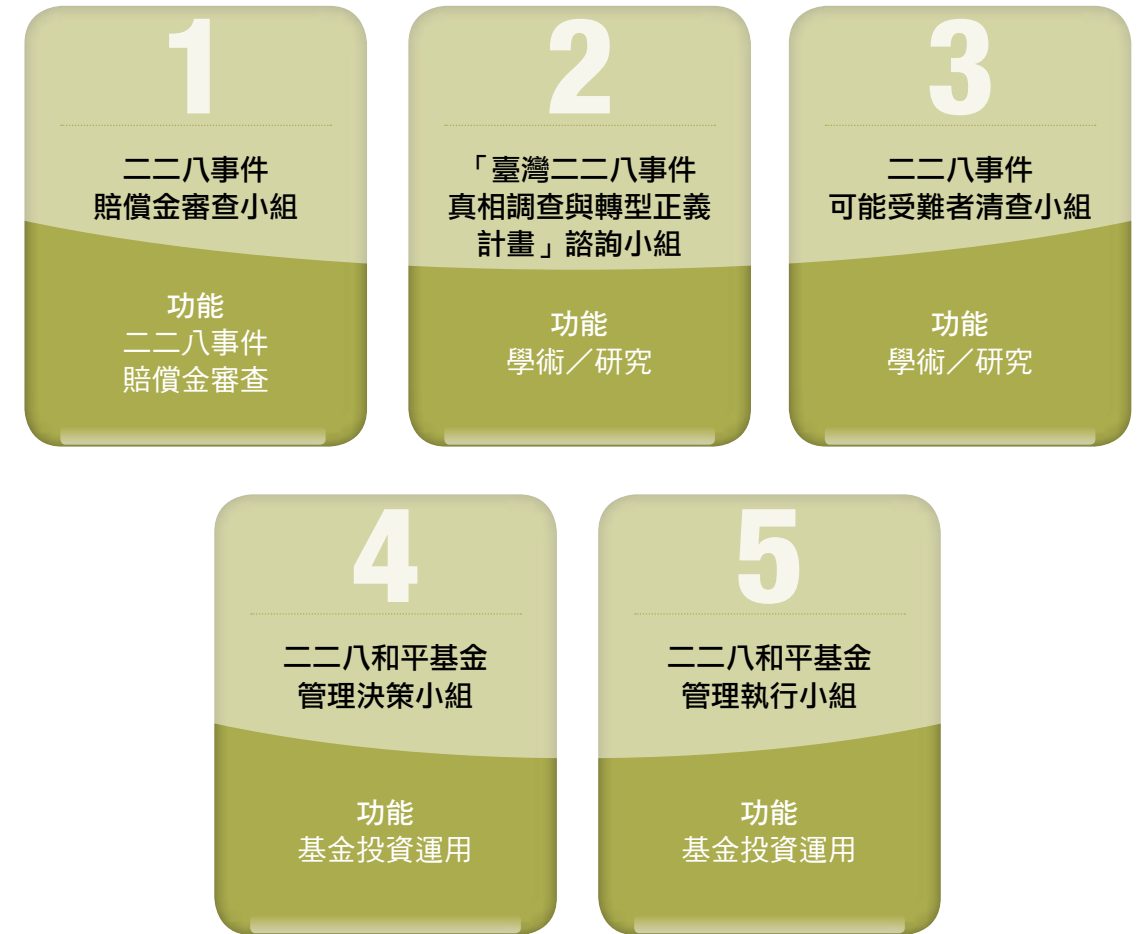 1
二二八事件
賠償金審查小組
功能
二二八事件
賠償金審查
2
「臺灣二二八事件
真相調查與轉型正義
計畫」諮詢小組
功能
學術／研究
3
二二八事件
可能受難者清查小組
功能
學術／研究
4
二二八和平基金
管理決策小組
功能
基金投資運用
5
二二八和平基金
管理執行小組
功能
基金投資運用